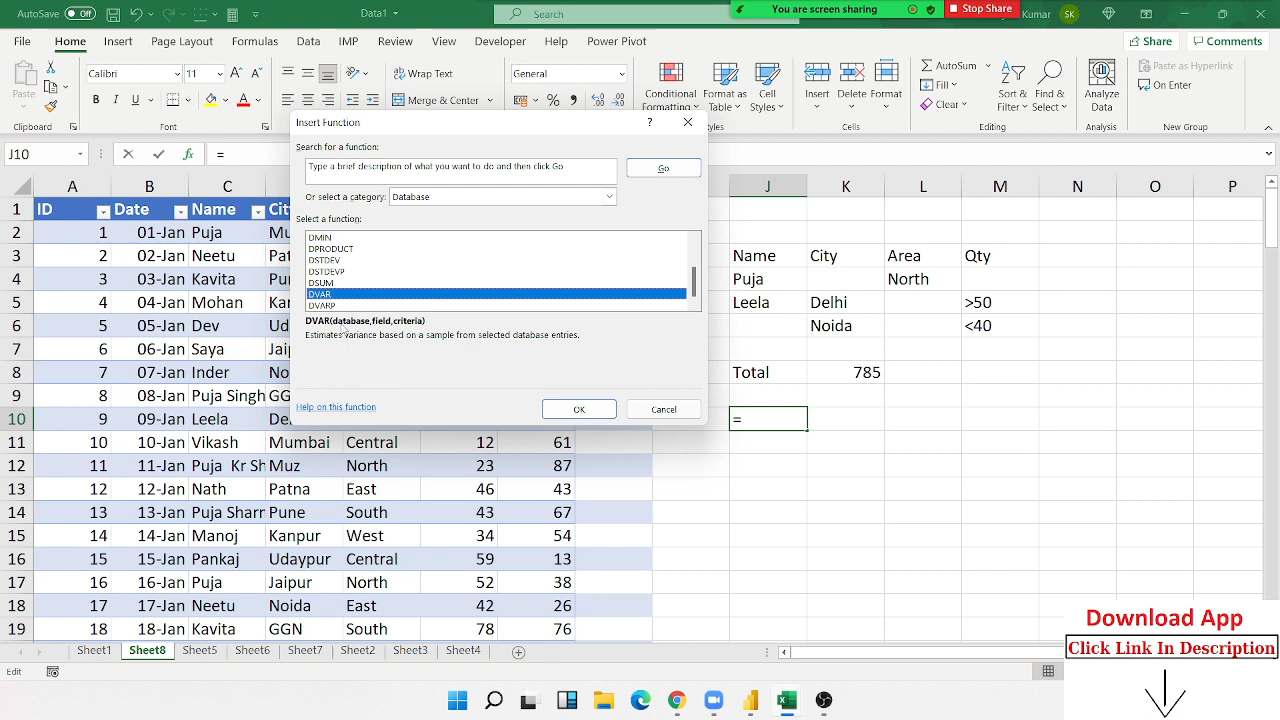 AutoSave Off Data1 Search You are screen sharing Stop Share Kumar SK
File Home Insert Page Layout Formulas Data IMP Review View Developer Help Power Pivot Share Comments
Paste Calibri 11 Wrap Text General Conditional Formatting Format as Table Cell Styles Insert Delete Format AutoSum Fill Clear Sort & Filter Find & Select Analyze Data Paste as Hyperlink On Enter
B I U A Merge & Center %
Clipboard Font Cells Editing Analysis New Group
J10 fx =
Insert Function ? ×
Search for a function:
Type a brief description of what you want to do and then click Go
Go
Or select a category: Database
Select a function:
DMIN
DPRODUCT
DSTDEV
DSTDEVP
DSUM
DVAR
DVARP
DVAR(database,field,criteria)
Estimates variance based on a sample from selected database entries.
Help on this function OK Cancel
A B C J K L M N O P
1 ID Date Name
2 1 01-Jan Puja
3 2 02-Jan Neetu Name City Area Qty
4 3 03-Jan Kavita Puja North
5 4 04-Jan Mohan Leela Delhi >50
6 5 05-Jan Dev Noida <40
7 6 06-Jan Saya
8 7 07-Jan Inder Total 785
9 8 08-Jan Puja Singh GG
10 9 09-Jan Leela =
11 10 10-Jan Vikash Mumbai Central 12 61
12 11 11-Jan Puja Kr Sh Muz North 23 87
13 12 12-Jan Nath Patna East 46 43
14 13 13-Jan Puja Sharr Pune South 43 67
15 14 14-Jan Manoj Kanpur West 34 54
16 15 15-Jan Pankaj Udaypur Central 59 13
17 16 16-Jan Puja Jaipur North 52 38
18 17 17-Jan Neetu Noida East 42 26
19 18 18-Jan Kavita GGN South 78 76
Sheet1 Sheet8 Sheet5 Sheet6 Sheet7 Sheet2 Sheet3 Sheet4
Edit
Download App
Click Link In Description